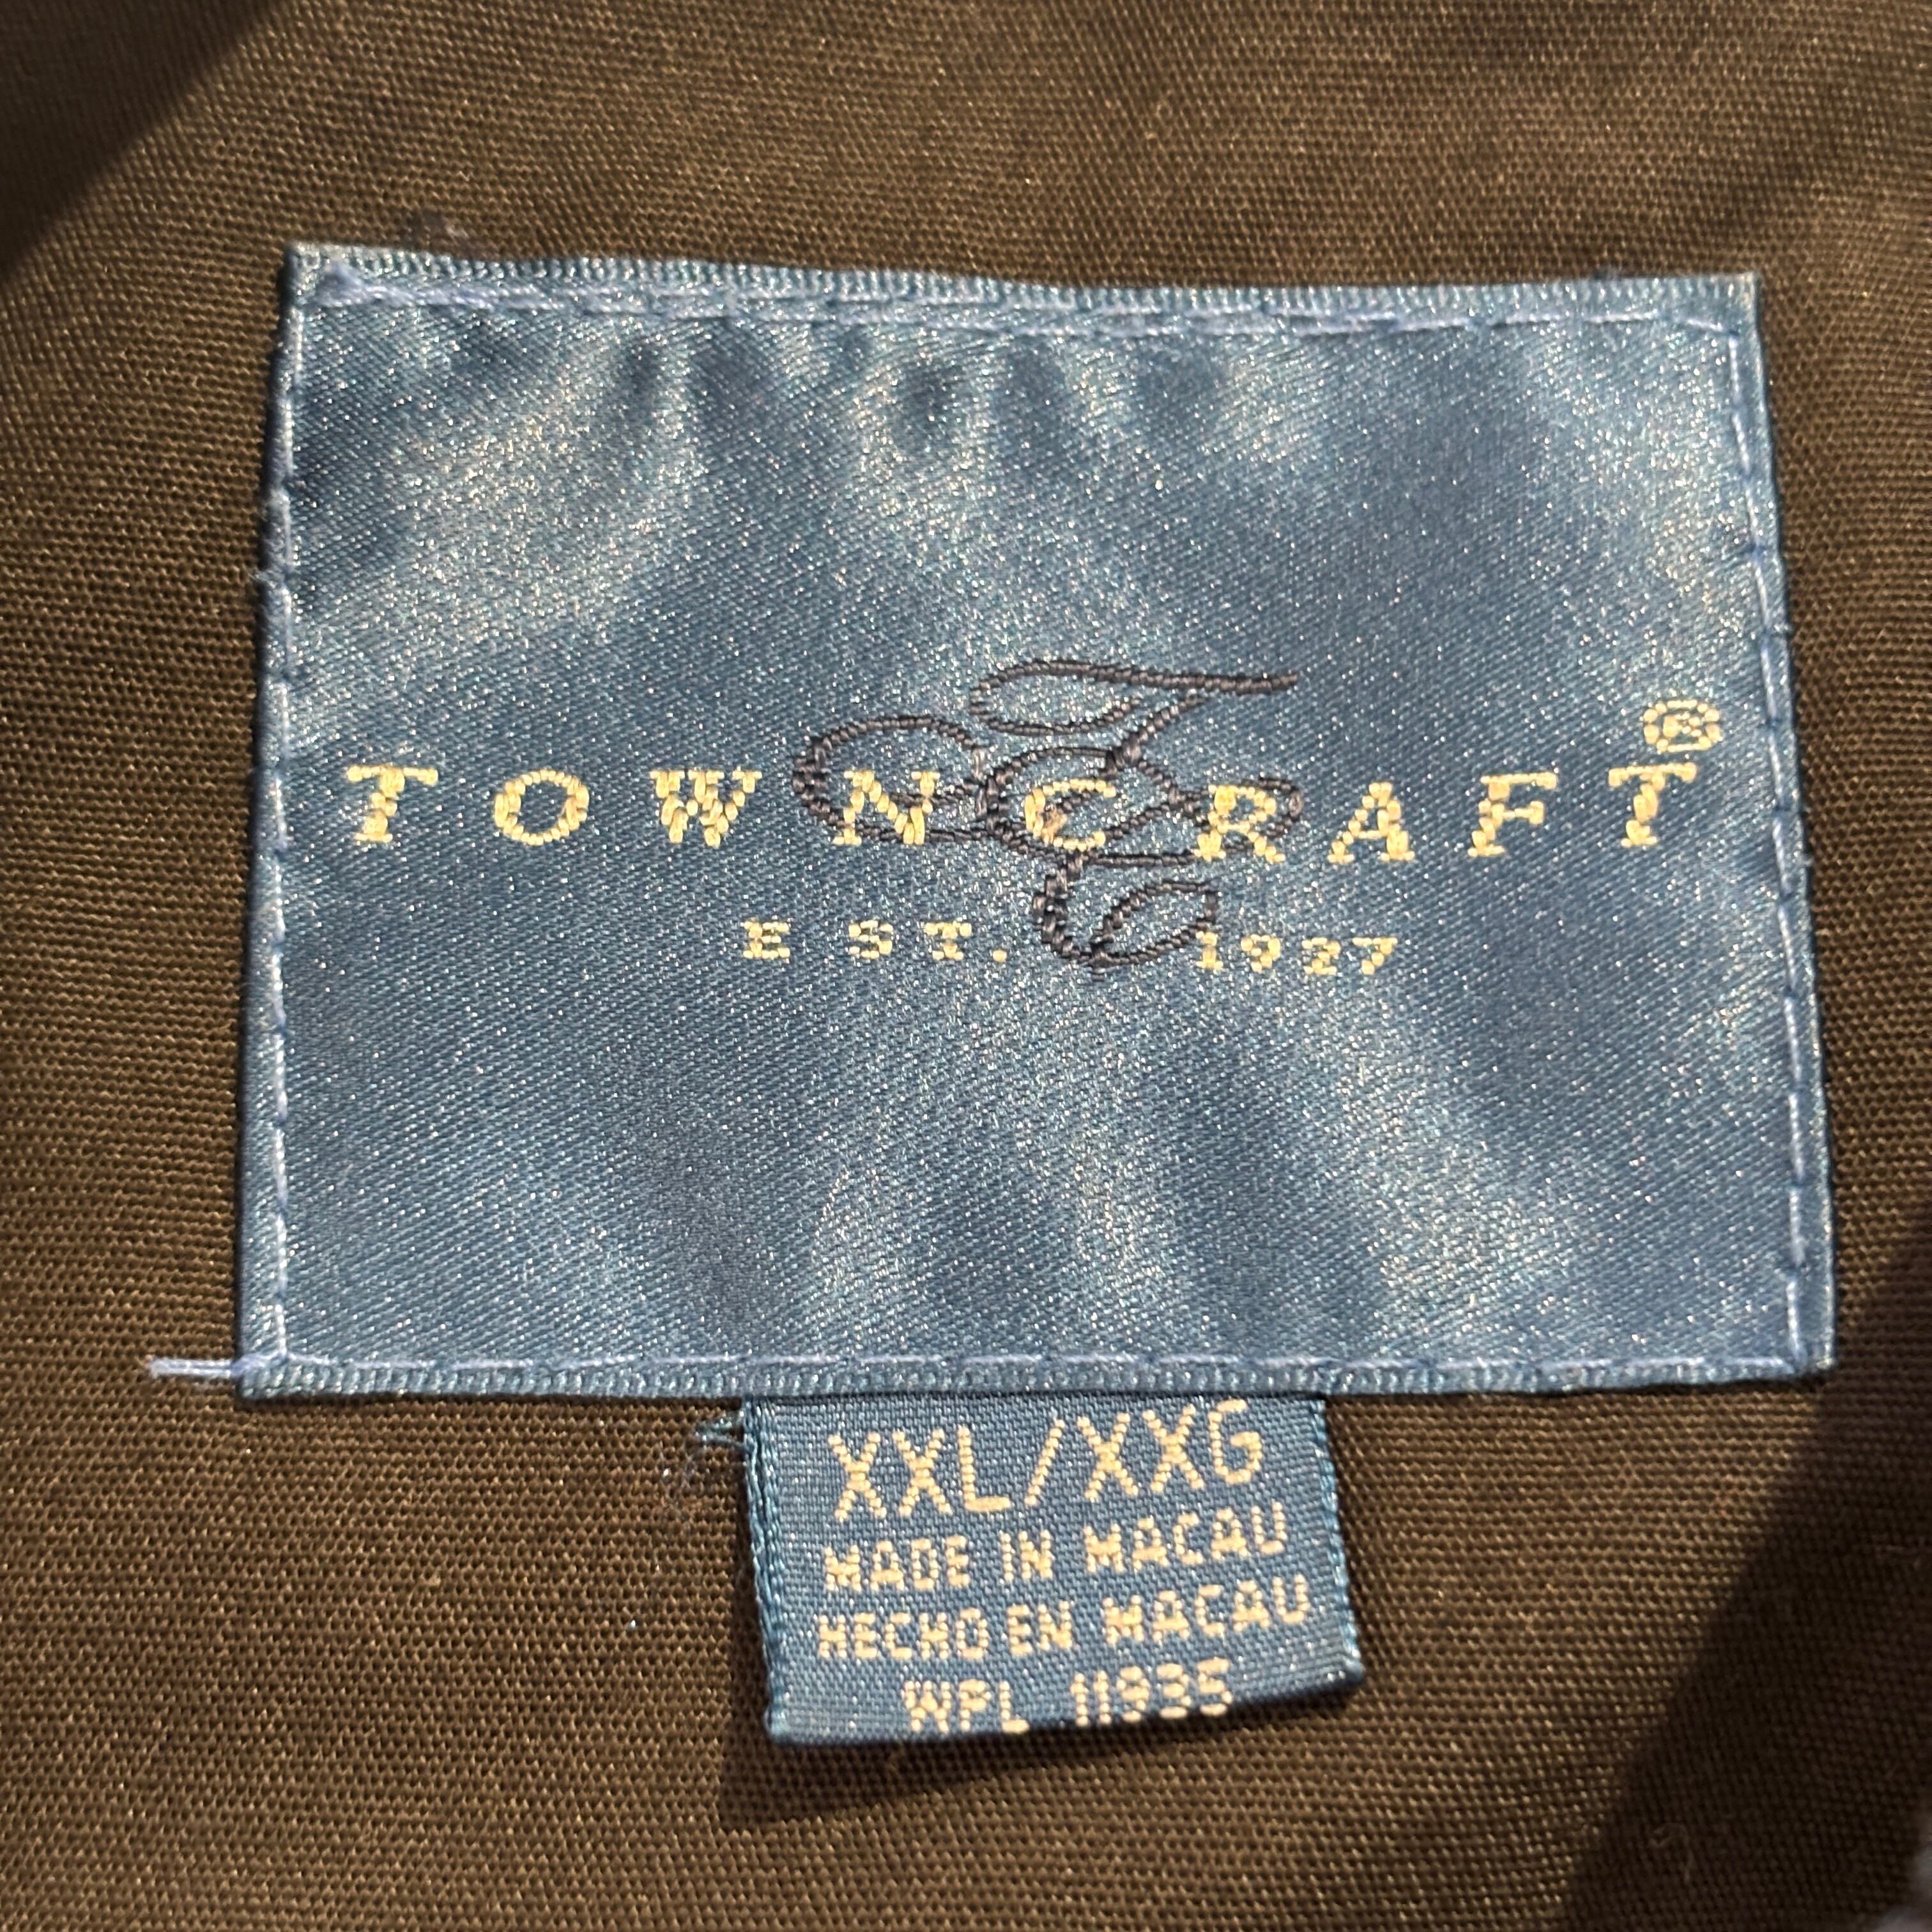 TOWNCRAFT®
EST. 1927
XXL/XXG
MADE IN MACAU
HECHO EN MACAU
WPL 11935